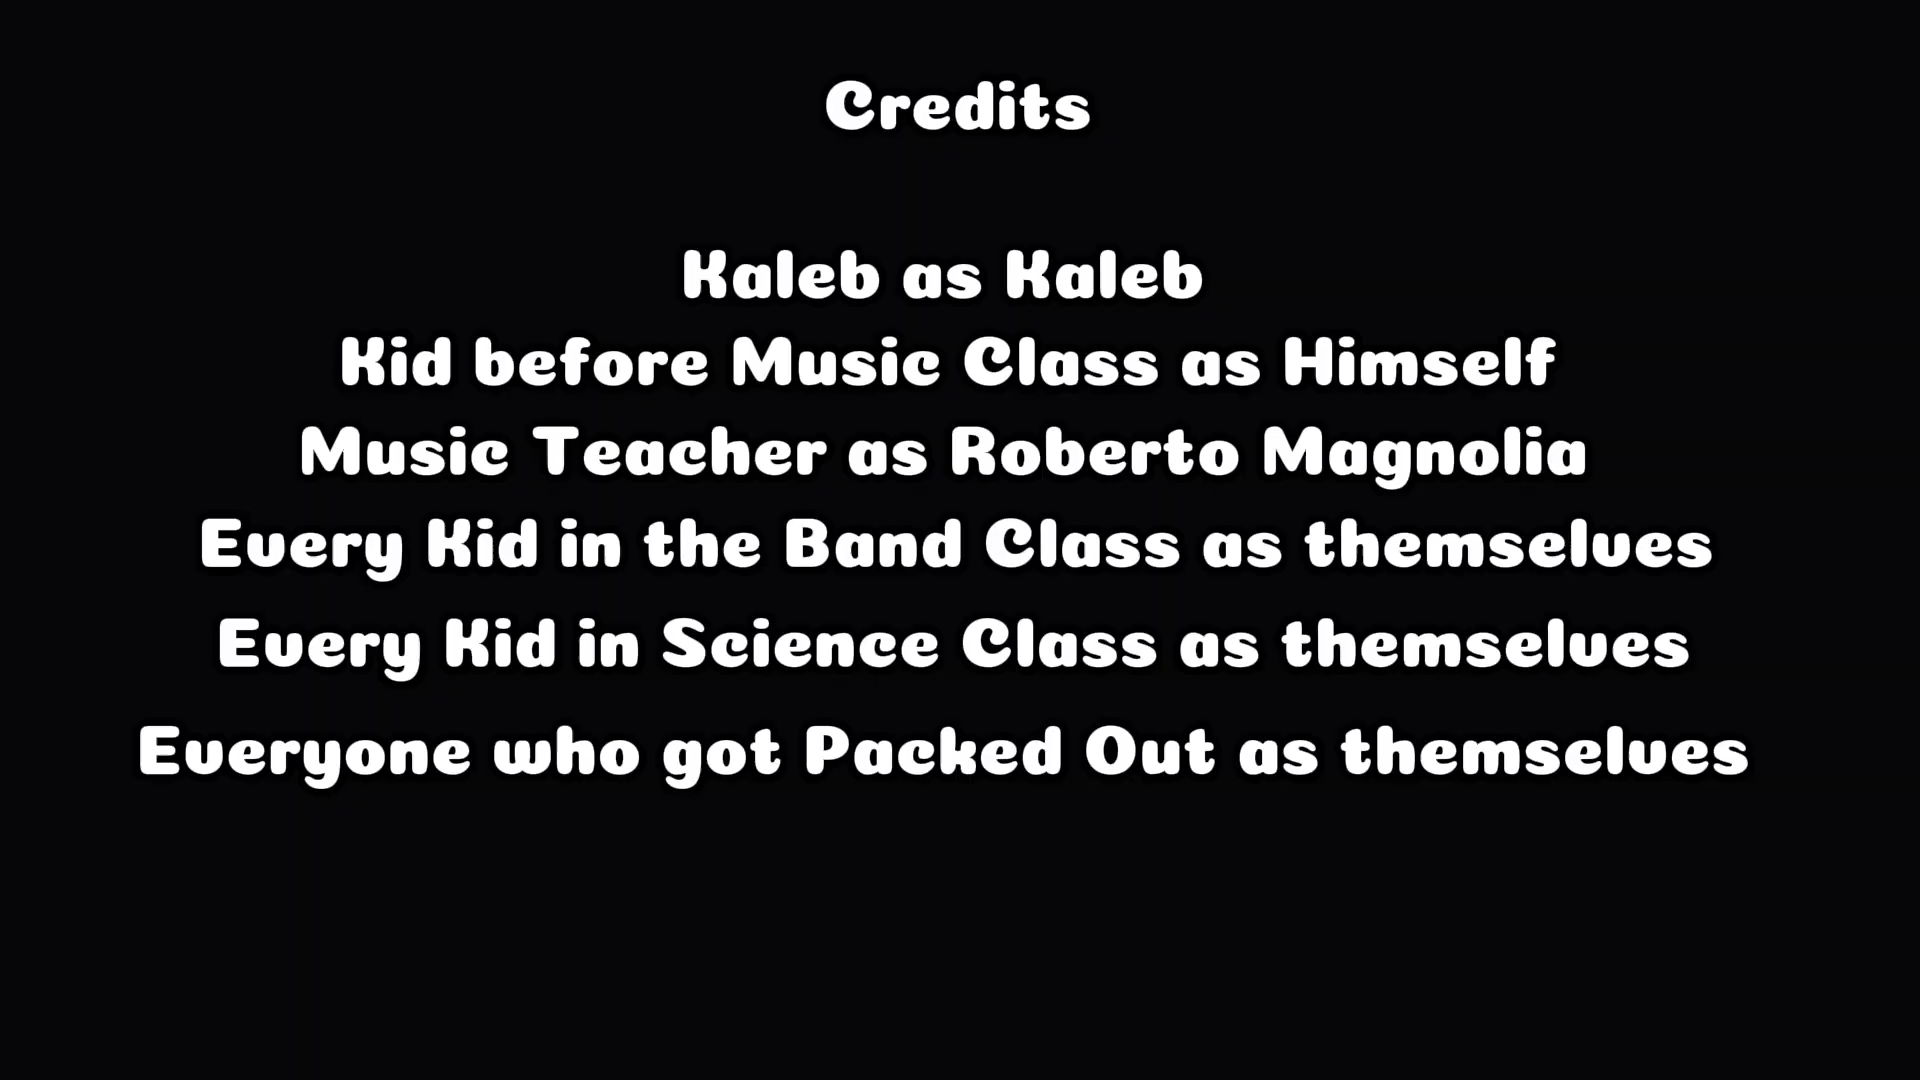 Credits
Kaleb as Kaleb
Kid before Music Class as Himself
Music Teacher as Roberto Magnolia
Every Kid in the Band Class as themselves
Every Kid in Science Class as themselves
Everyone who got Packed Out as themselves